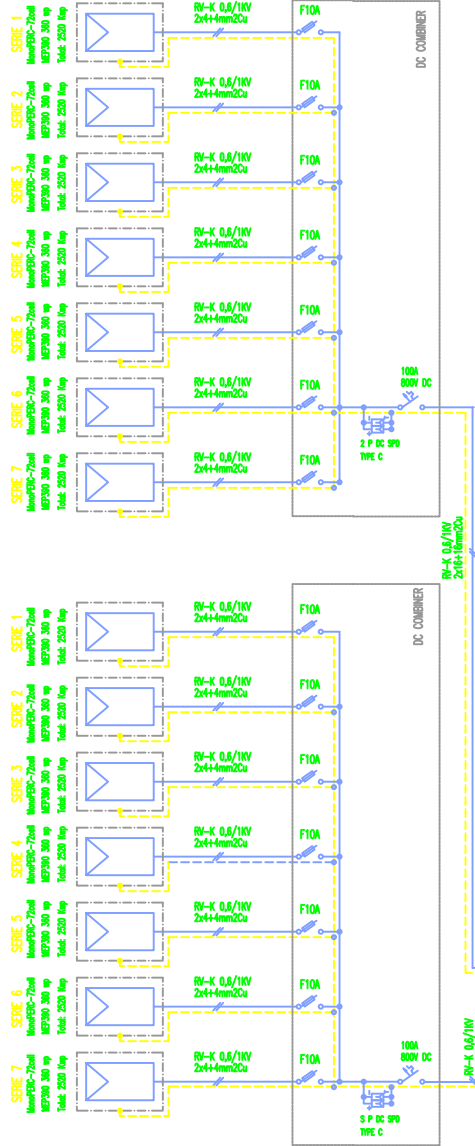 SERIE 1
MonoPERC-72cell
MEP390 360 wp
Total: 2520 Kwp
RV-K 0,6/1KV
2x4+4mm2Cu
F10A
DC COMBINER
SERIE 2
MonoPERC-72cell
MEP390 360 wp
Total: 2520 Kwp
RV-K 0,6/1KV
2x4+4mm2Cu
F10A
SERIE 3
MonoPERC-72cell
MEP390 360 wp
Total: 2520 Kwp
RV-K 0,6/1KV
2x4+4mm2Cu
F10A
SERIE 4
MonoPERC-72cell
MEP390 360 wp
Total: 2520 Kwp
RV-K 0,6/1KV
2x4+4mm2Cu
F10A
SERIE 5
MonoPERC-72cell
MEP390 360 wp
Total: 2520 Kwp
RV-K 0,6/1KV
2x4+4mm2Cu
F10A
SERIE 6
MonoPERC-72cell
MEP390 360 wp
Total: 2520 Kwp
RV-K 0,6/1KV
2x4+4mm2Cu
F10A
100A
800V DC
2 P DC SPD
TYPE C
SERIE 7
MonoPERC-72cell
MEP390 360 wp
Total: 2520 Kwp
RV-K 0,6/1KV
2x4+4mm2Cu
F10A
RV-K 0,6/1KV
2x16+16mm2Cu
SERIE 1
MonoPERC-72cell
MEP390 360 wp
Total: 2520 Kwp
RV-K 0,6/1KV
2x4+4mm2Cu
F10A
DC COMBINER
SERIE 2
MonoPERC-72cell
MEP390 360 wp
Total: 2520 Kwp
RV-K 0,6/1KV
2x4+4mm2Cu
F10A
SERIE 3
MonoPERC-72cell
MEP390 360 wp
Total: 2520 Kwp
RV-K 0,6/1KV
2x4+4mm2Cu
F10A
SERIE 4
MonoPERC-72cell
MEP390 360 wp
Total: 2520 Kwp
RV-K 0,6/1KV
2x4+4mm2Cu
F10A
SERIE 5
MonoPERC-72cell
MEP390 360 wp
Total: 2520 Kwp
RV-K 0,6/1KV
2x4+4mm2Cu
F10A
SERIE 6
MonoPERC-72cell
MEP390 360 wp
Total: 2520 Kwp
RV-K 0,6/1KV
2x4+4mm2Cu
F10A
SERIE 7
MonoPERC-72cell
MEP390 360 wp
Total: 2520 Kwp
RV-K 0,6/1KV
2x4+4mm2Cu
F10A
100A
800V DC
S P DC SPD
TYPE C
RV-K 0,6/1KV